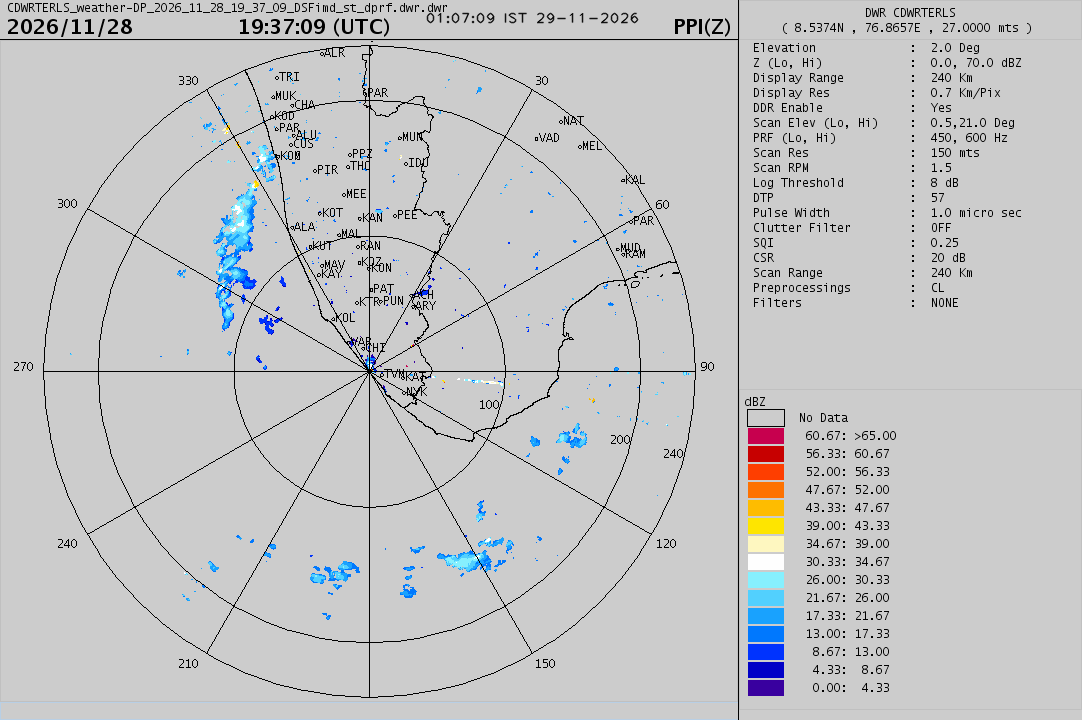 CDWRTERLS_weather-DP_2026_11_28_19_37_09_DSFimd_st_dprf.dwr.dwr
2026/11/28 19:37:09 (UTC) 01:07:09 IST 29-11-2026 PPI(Z)
DWR CDWRTERLS
( 8.5374N , 76.8657E , 27.0000 mts )
Elevation : 2.0 Deg
Z (Lo, Hi) : 0.0, 70.0 dBZ
Display Range : 240 Km
Display Res : 0.7 Km/Pix
DDR Enable : Yes
Scan Elev (Lo, Hi) : 0.5,21.0 Deg
PRF (Lo, Hi) : 450, 600 Hz
Scan Res : 150 mts
Scan RPM : 1.5
Log Threshold : 8 dB
DTP : 57
Pulse Width : 1.0 micro sec
Clutter Filter : OFF
SQI : 0.25
CSR : 20 dB
Scan Range : 240 Km
Preprocessings : CL
Filters : NONE
dBZ
No Data
60.67: >65.00
56.33: 60.67
52.00: 56.33
47.67: 52.00
43.33: 47.67
39.00: 43.33
34.67: 39.00
30.33: 34.67
26.00: 30.33
21.67: 26.00
17.33: 21.67
13.00: 17.33
8.67: 13.00
4.33: 8.67
0.00: 4.33
ALR
330
TRI
30
MUK
PAR
CHA
KOD
NAT
PAR
ALU
MUN
VAD
CUS
MEL
KOM
PPZ
THO
IDU
PIR
KAL
MEE
300
60
KOT
KAN
PEE
PAR
ALA
MAL
KUT
RAN
MUD
RAM
MAV
KOZ
KON
KAY
PAT
ACH
KTR
PUN
ARY
KOL
VAR
CHI
270
90
TVM
KAT
NYK
100
200
240
240
120
210
150